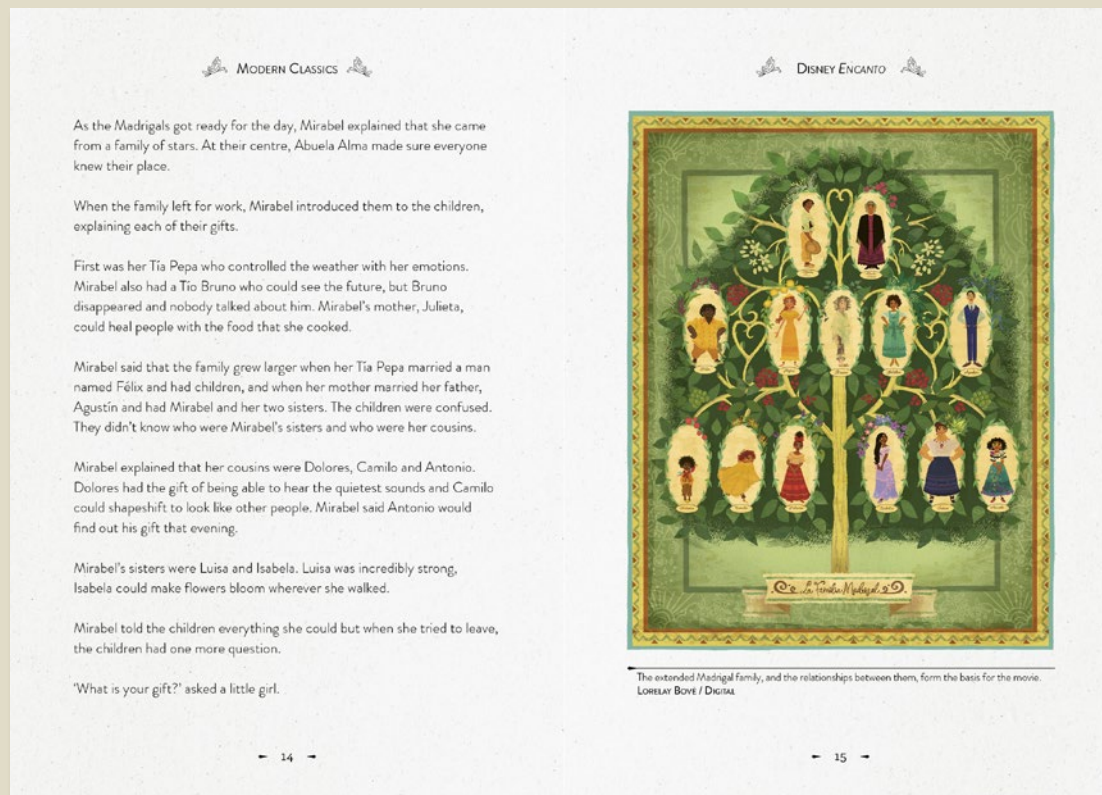 MODERN CLASSICS
As the Madrigals got ready for the day, Mirabel explained that she came
from a family of stars. At their centre, Abuela Alma made sure everyone
knew their place.
When the family left for work, Mirabel introduced them to the children,
explaining each of their gifts.
First was her Tía Pepa who controlled the weather with her emotions.
Mirabel also had a Tío Bruno who could see the future, but Bruno
disappeared and nobody talked about him. Mirabel's mother, Julieta,
could heal people with the food that she cooked.
Mirabel said that the family grew larger when her Tía Pepa married a man
named Félix and had children, and when her mother married her father,
Agustín and had Mirabel and her two sisters. The children were confused.
They didn't know who were Mirabel's sisters and who were her cousins.
Mirabel explained that her cousins were Dolores, Camilo and Antonio.
Dolores had the gift of being able to hear the quietest sounds and Camilo
could shapeshift to look like other people. Mirabel said Antonio would
find out his gift that evening.
Mirabel's sisters were Luisa and Isabela. Luisa was incredibly strong,
Isabela could make flowers bloom wherever she walked.
Mirabel told the children everything she could but when she tried to leave,
the children had one more question.
'What is your gift?' asked a little girl.
14
DISNEY ENCANTO
La Familia Madrigal
The extended Madrigal family, and the relationships between them, form the basis for the movie.
LORELAY BOVÉ / DIGITAL
15